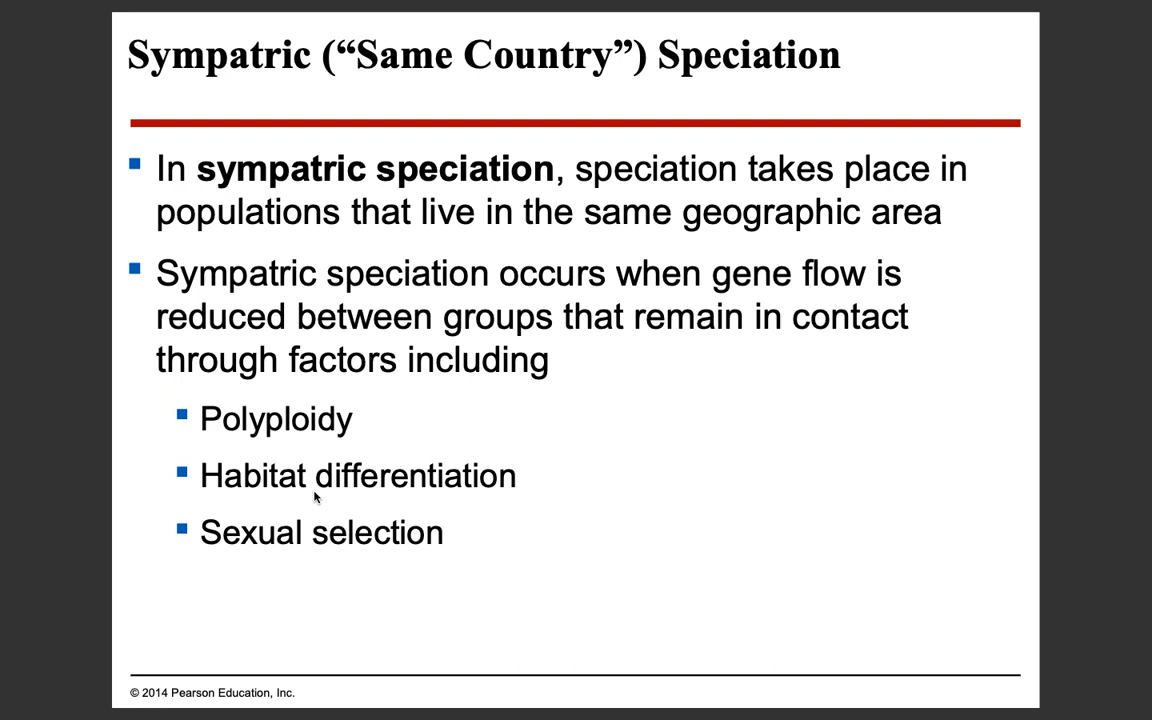 Sympatric (“Same Country”) Speciation
In sympatric speciation, speciation takes place in
populations that live in the same geographic area
Sympatric speciation occurs when gene flow is
reduced between groups that remain in contact
through factors including
Polyploidy
Habitat differentiation
Sexual selection
© 2014 Pearson Education, Inc.